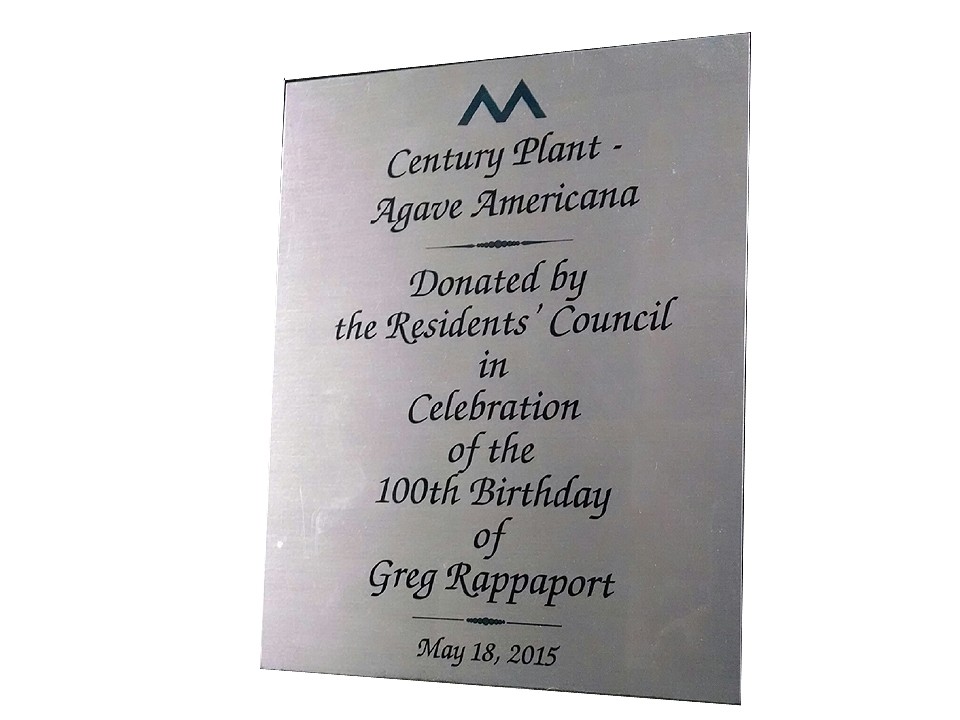 Century Plant -
Agave Americana
Donated by
the Residents' Council
in
Celebration
of the
100th Birthday
of
Greg Rappaport
May 18, 2015